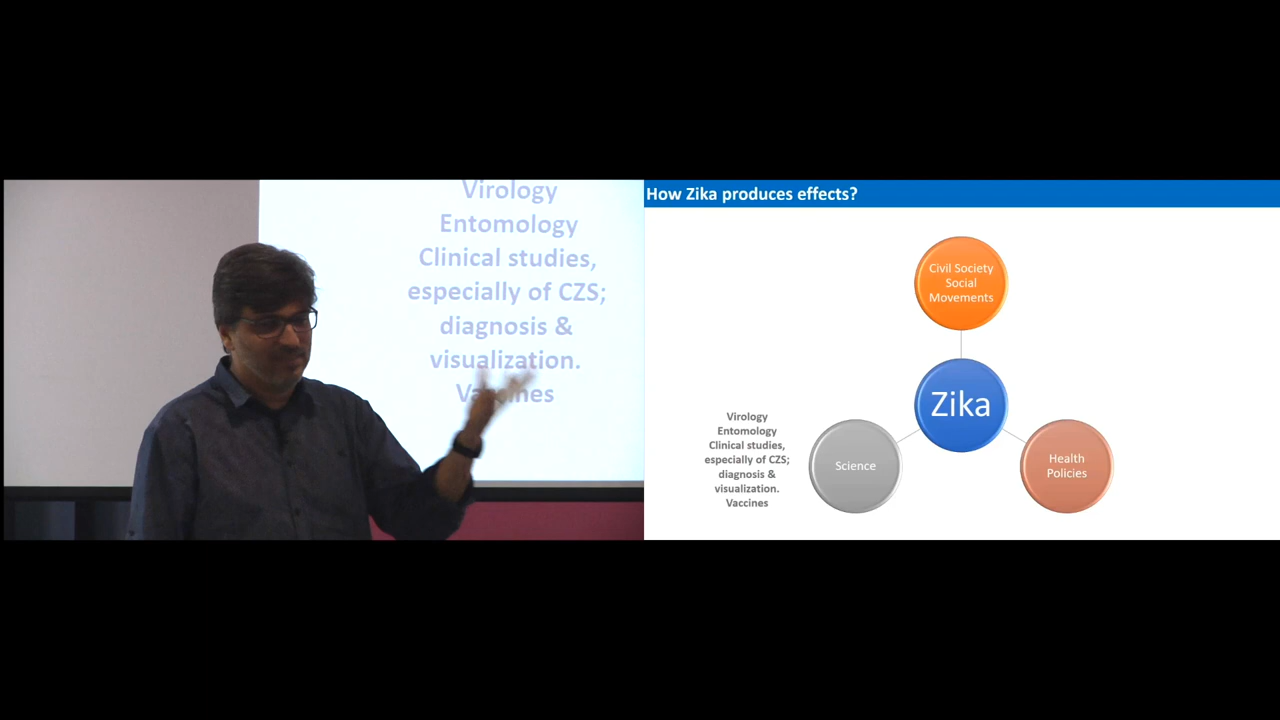 Virology
Entomology
Clinical studies,
especially of CZS;
diagnosis &
visualization.
Vaccines
How Zika produces effects?
Civil Society
Social
Movements
Zika
Virology
Entomology
Clinical studies,
especially of CZS;
diagnosis &
visualization.
Vaccines
Science
Health
Policies